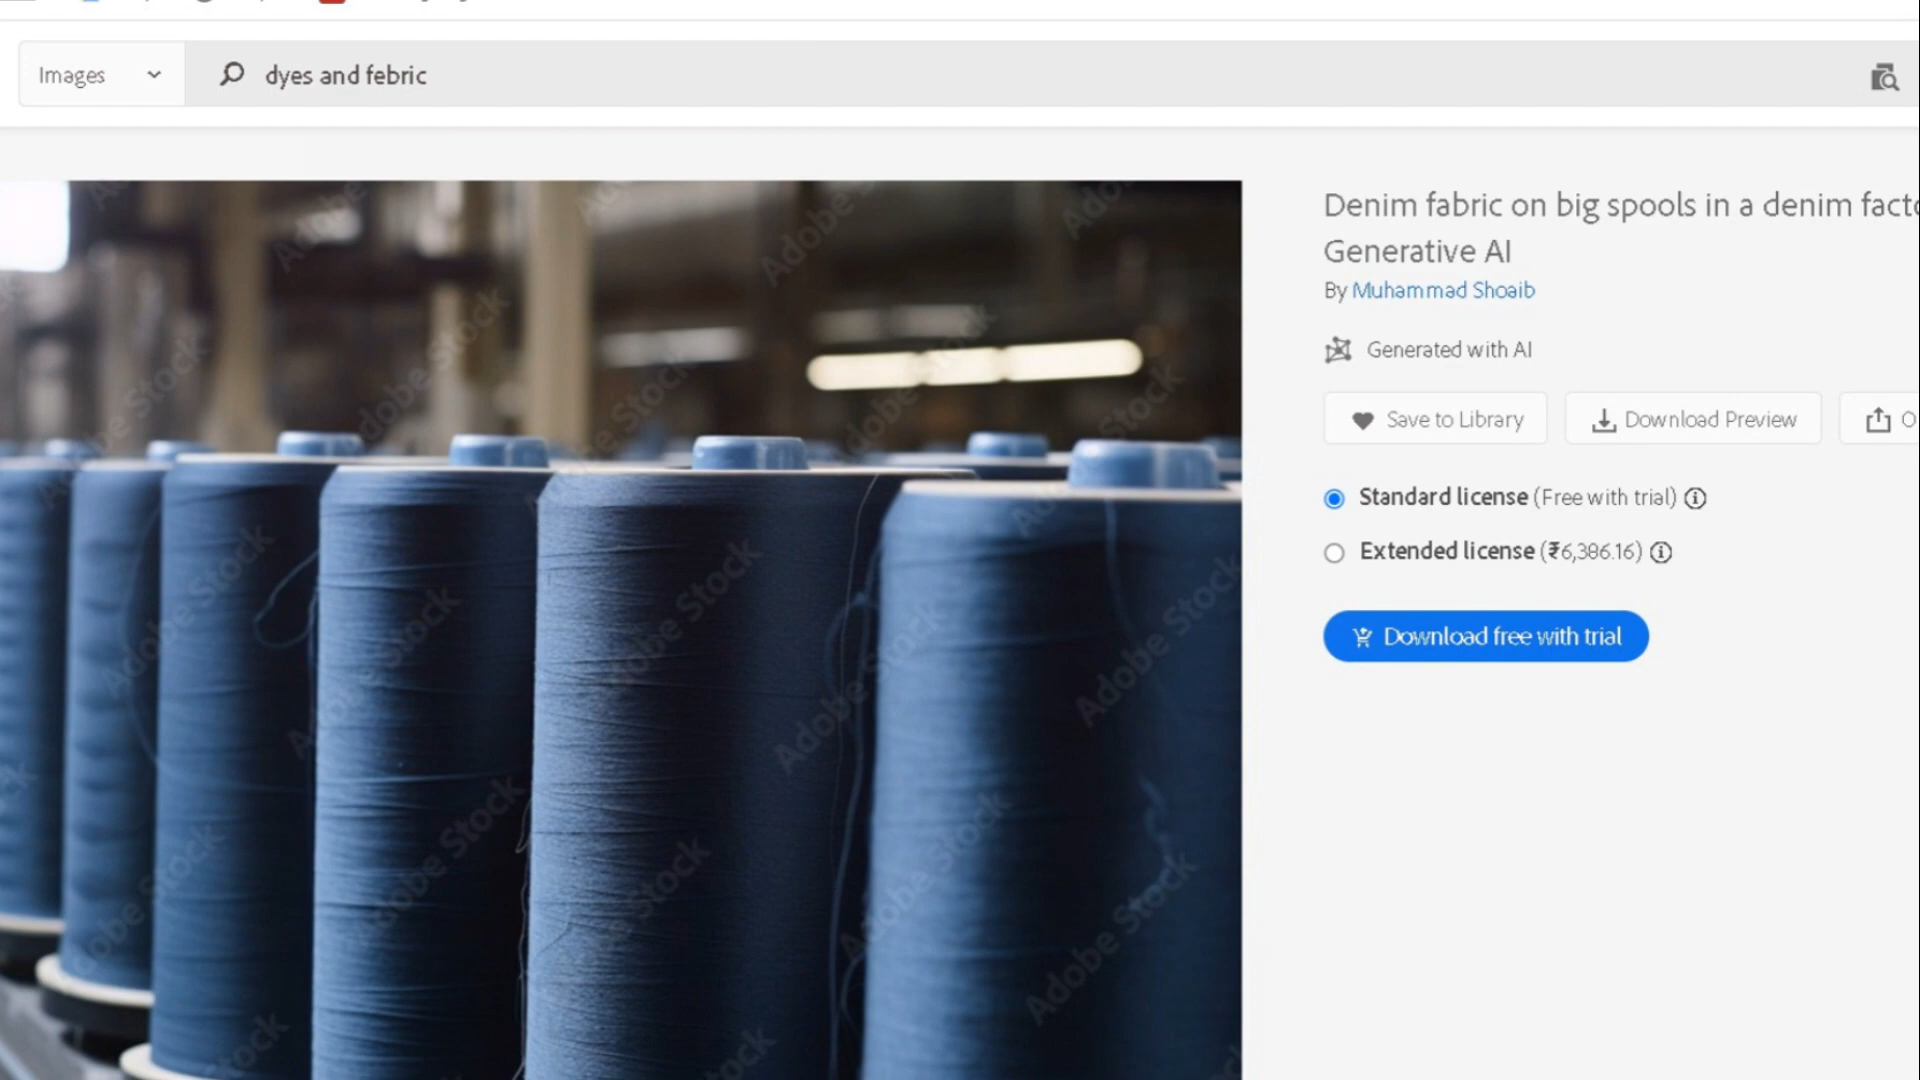 Images
dyes and febric
Denim fabric on big spools in a denim
Generative AI
By Muhammad Shoaib
Generated with AI
Save to Library
Download Preview
Standard license (Free with trial)
Extended license (₹6,386.16)
Download free with trial
Adobe Stock